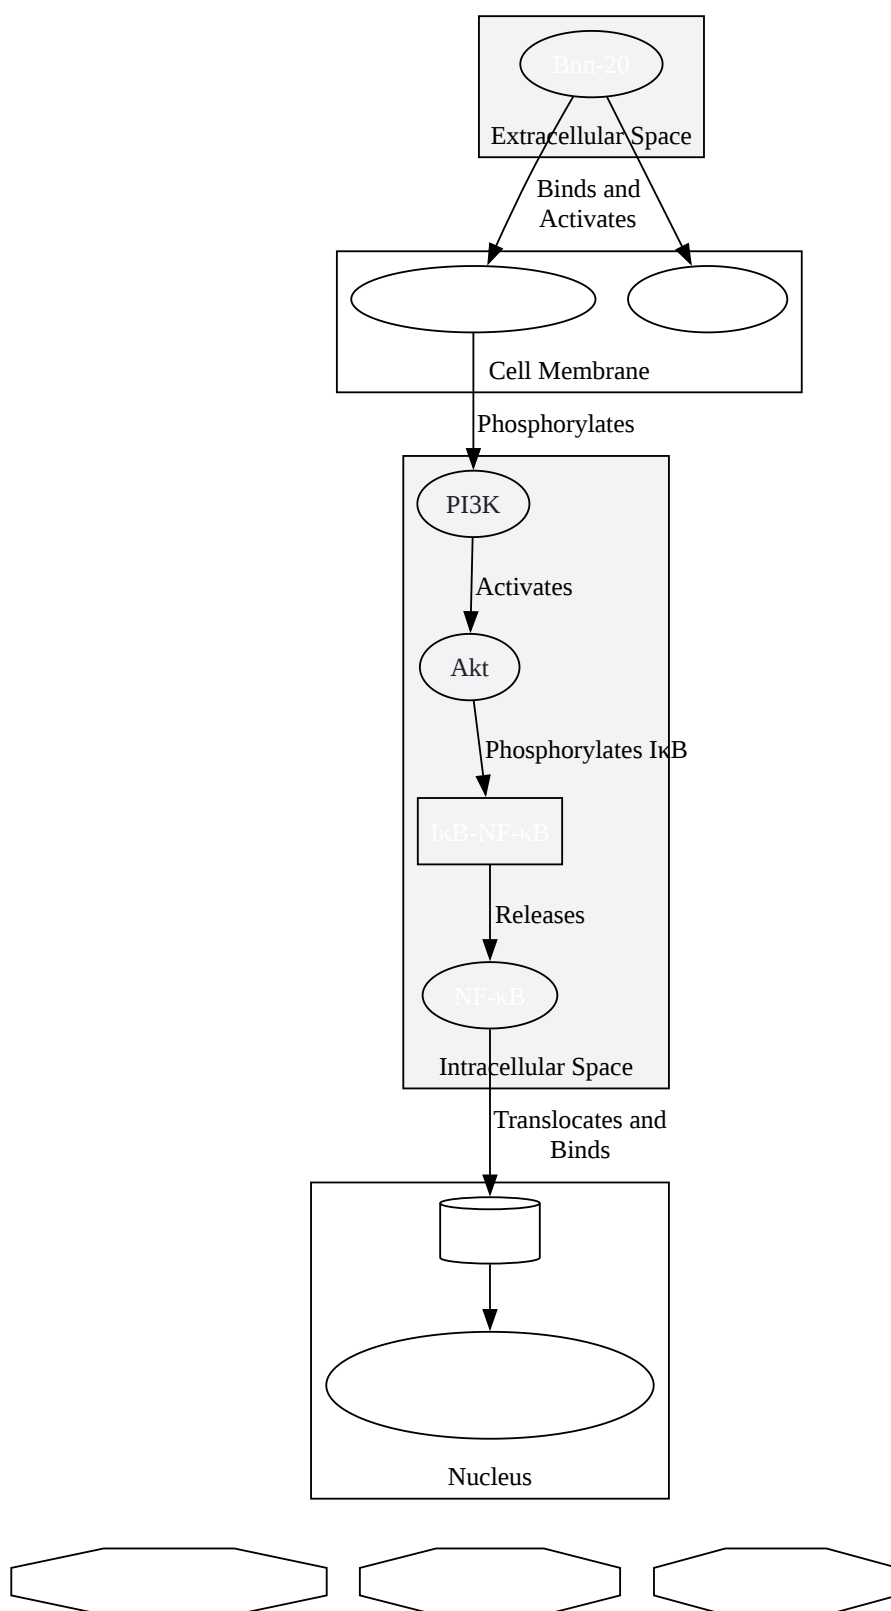 Bnn-20
Extracellular Space
Binds and
Activates
Cell Membrane
Phosphorylates
PI3K
Activates
Akt
Phosphorylates IκB
IκB-NF-κB
Releases
NF-κB
Intracellular Space
Translocates and
Binds
Nucleus